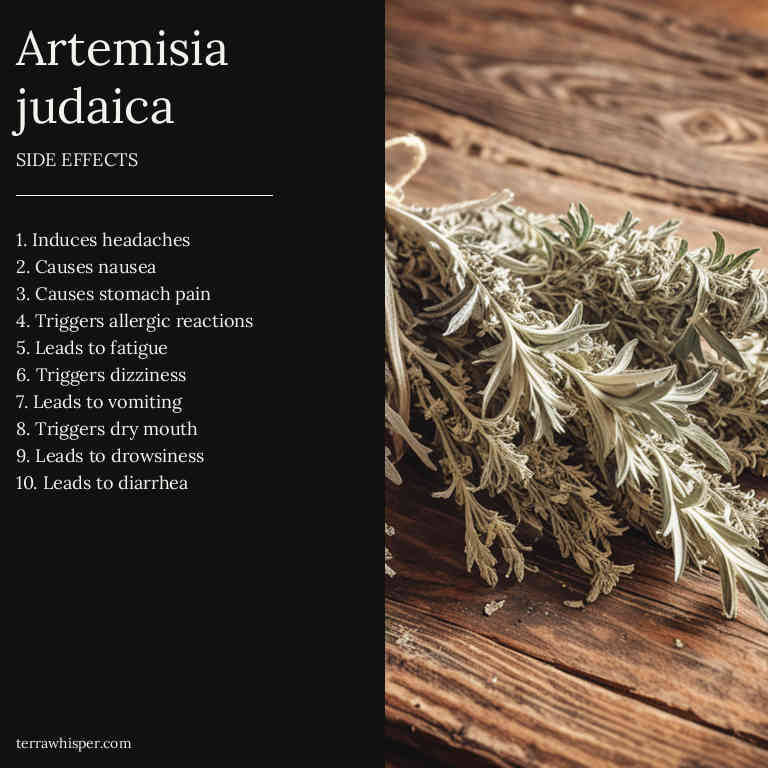 Artemisia
judaica
SIDE EFFECTS
1. Induces headaches
2. Causes nausea
3. Causes stomach pain
4. Triggers allergic reactions
5. Leads to fatigue
6. Triggers dizziness
7. Leads to vomiting
8. Triggers dry mouth
9. Leads to drowsiness
10. Leads to diarrhea
terrawhisper.com